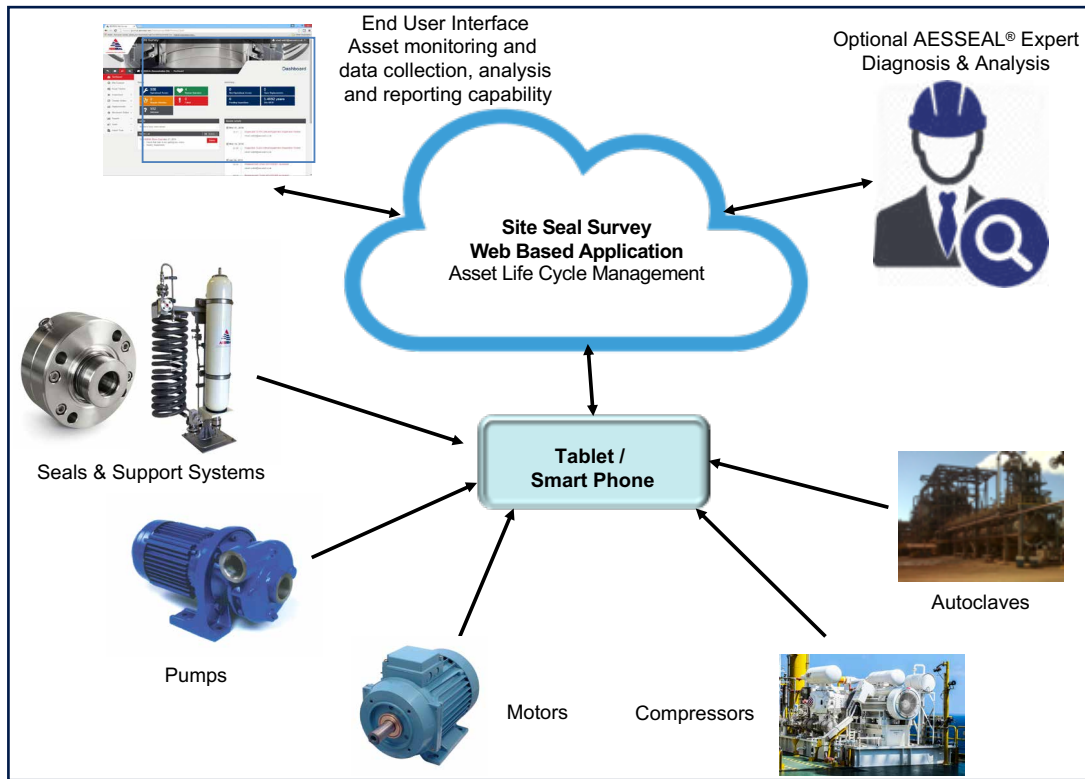 End User Interface
Asset monitoring and
data collection, analysis
and reporting capability
Optional AESSEAL® Expert
Diagnosis & Analysis
Dashboard
Site Seal Survey
Web Based Application
Asset Life Cycle Management
Seals & Support Systems
Tablet /
Smart Phone
Pumps
Motors
Compressors
Autoclaves